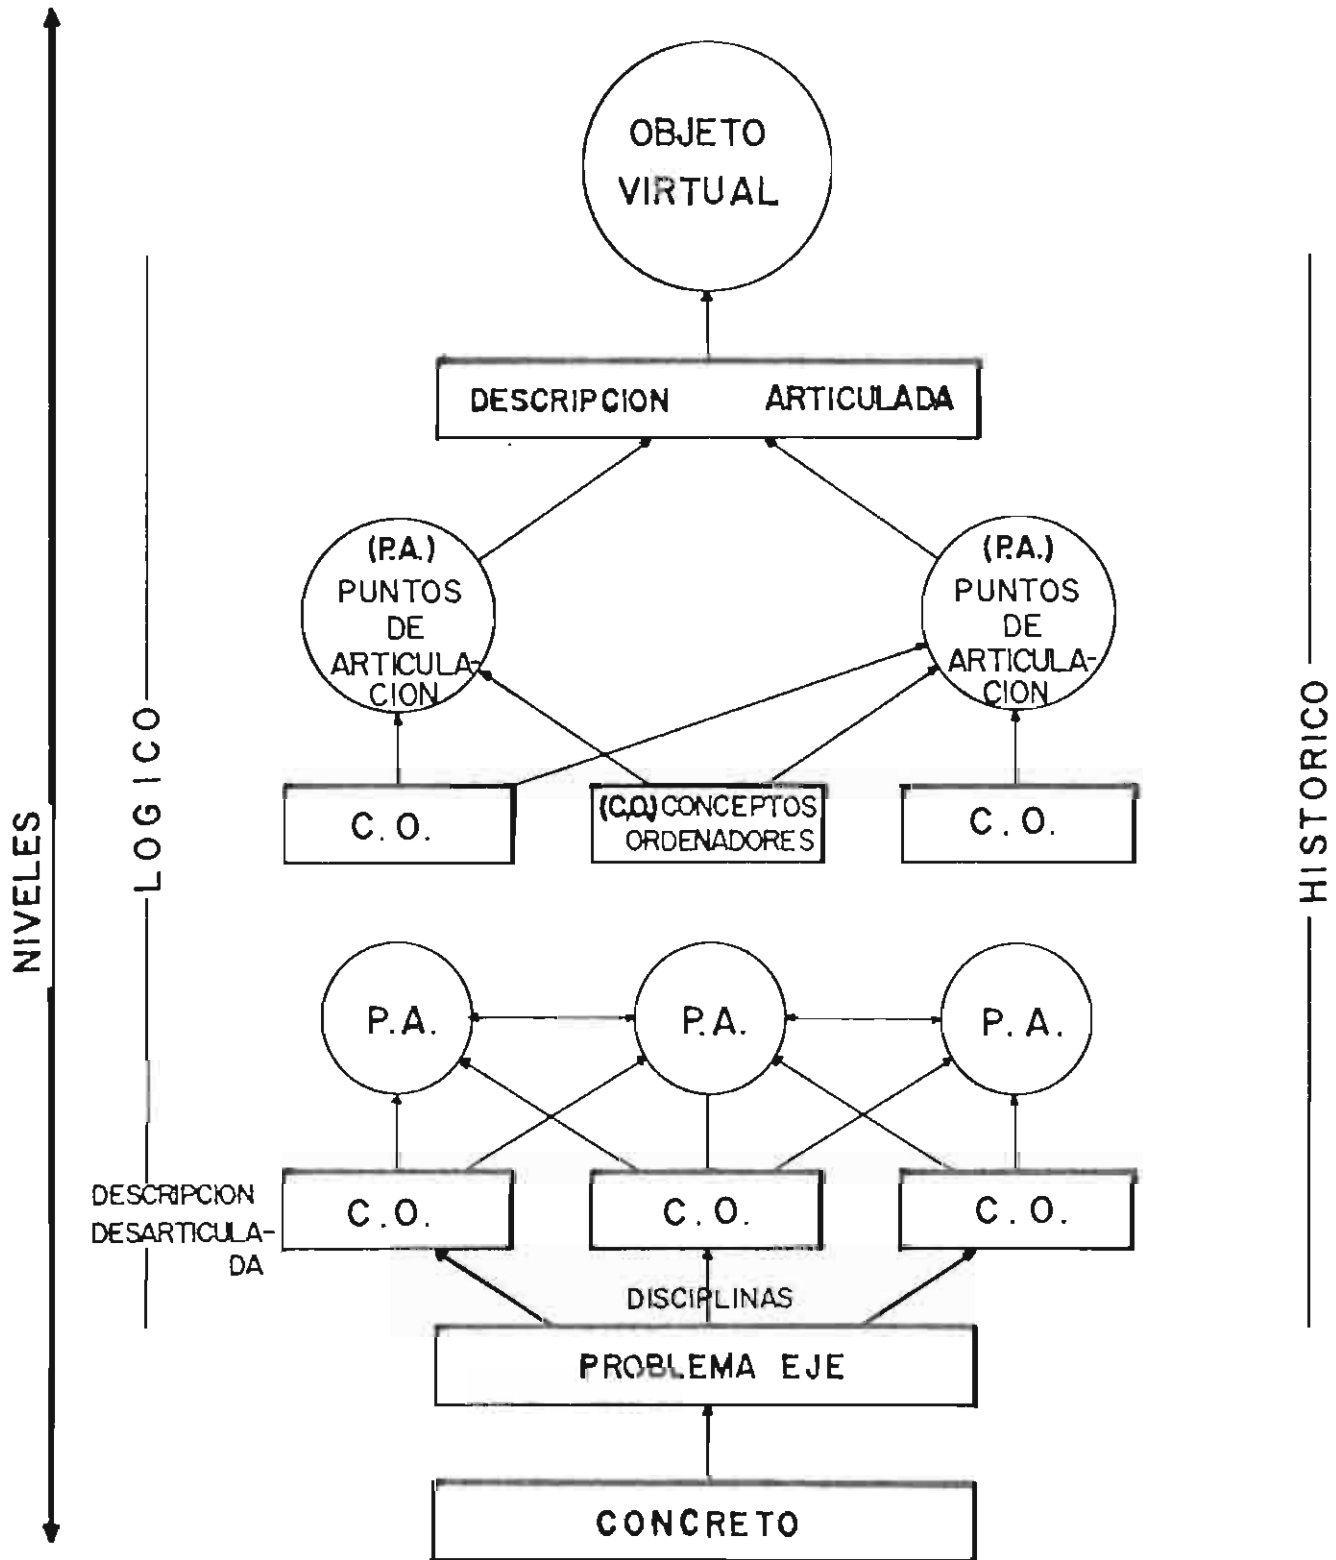 OBJETO
VIRTUAL
DESCRIPCION ARTICULADA
(P.A.)
PUNTOS
DE
ARTICULA-
CION
(P.A.)
PUNTOS
DE
ARTICULA-
CION
NIVELES
LOGICO
HISTORICO
C.O.
(C.O.) CONCEPTOS
ORDENADORES
C.O.
P.A.
P.A.
P.A.
DESCRIPCION
DESARTICULA-
DA
C.O.
C.O.
C.O.
DISCIPLINAS
PROBLEMA EJE
CONCRETO